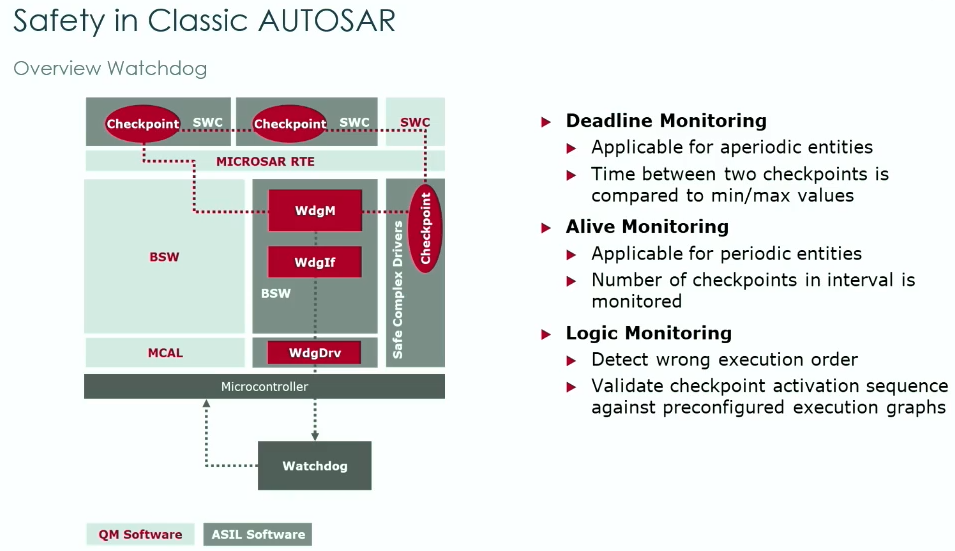 Safety in Classic AUTOSAR
Overview Watchdog
Checkpoint
SWC
Checkpoint
SWC
SWC
MICROSAR RTE
BSW
WdgM
WdgIf
BSW
Checkpoint
Safe Complex Drivers
MCAL
WdgDrv
Microcontroller
Watchdog
QM Software
ASIL Software
Deadline Monitoring
Applicable for aperiodic entities
Time between two checkpoints is
compared to min/max values
Alive Monitoring
Applicable for periodic entities
Number of checkpoints in interval is
monitored
Logic Monitoring
Detect wrong execution order
Validate checkpoint activation sequence
against preconfigured execution graphs